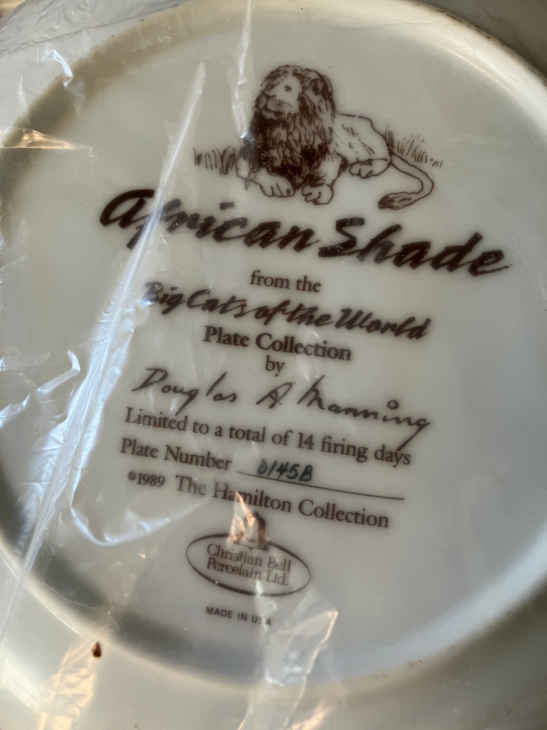 African Shade
from the
Big Cats of the World
Plate Collection
by
Douglas A Manning
Limited to a total of 14 firing days
Plate Number 0145B
©1989 The Hamilton Collection
Christian Bell
Porcelain Ltd.
MADE IN USA